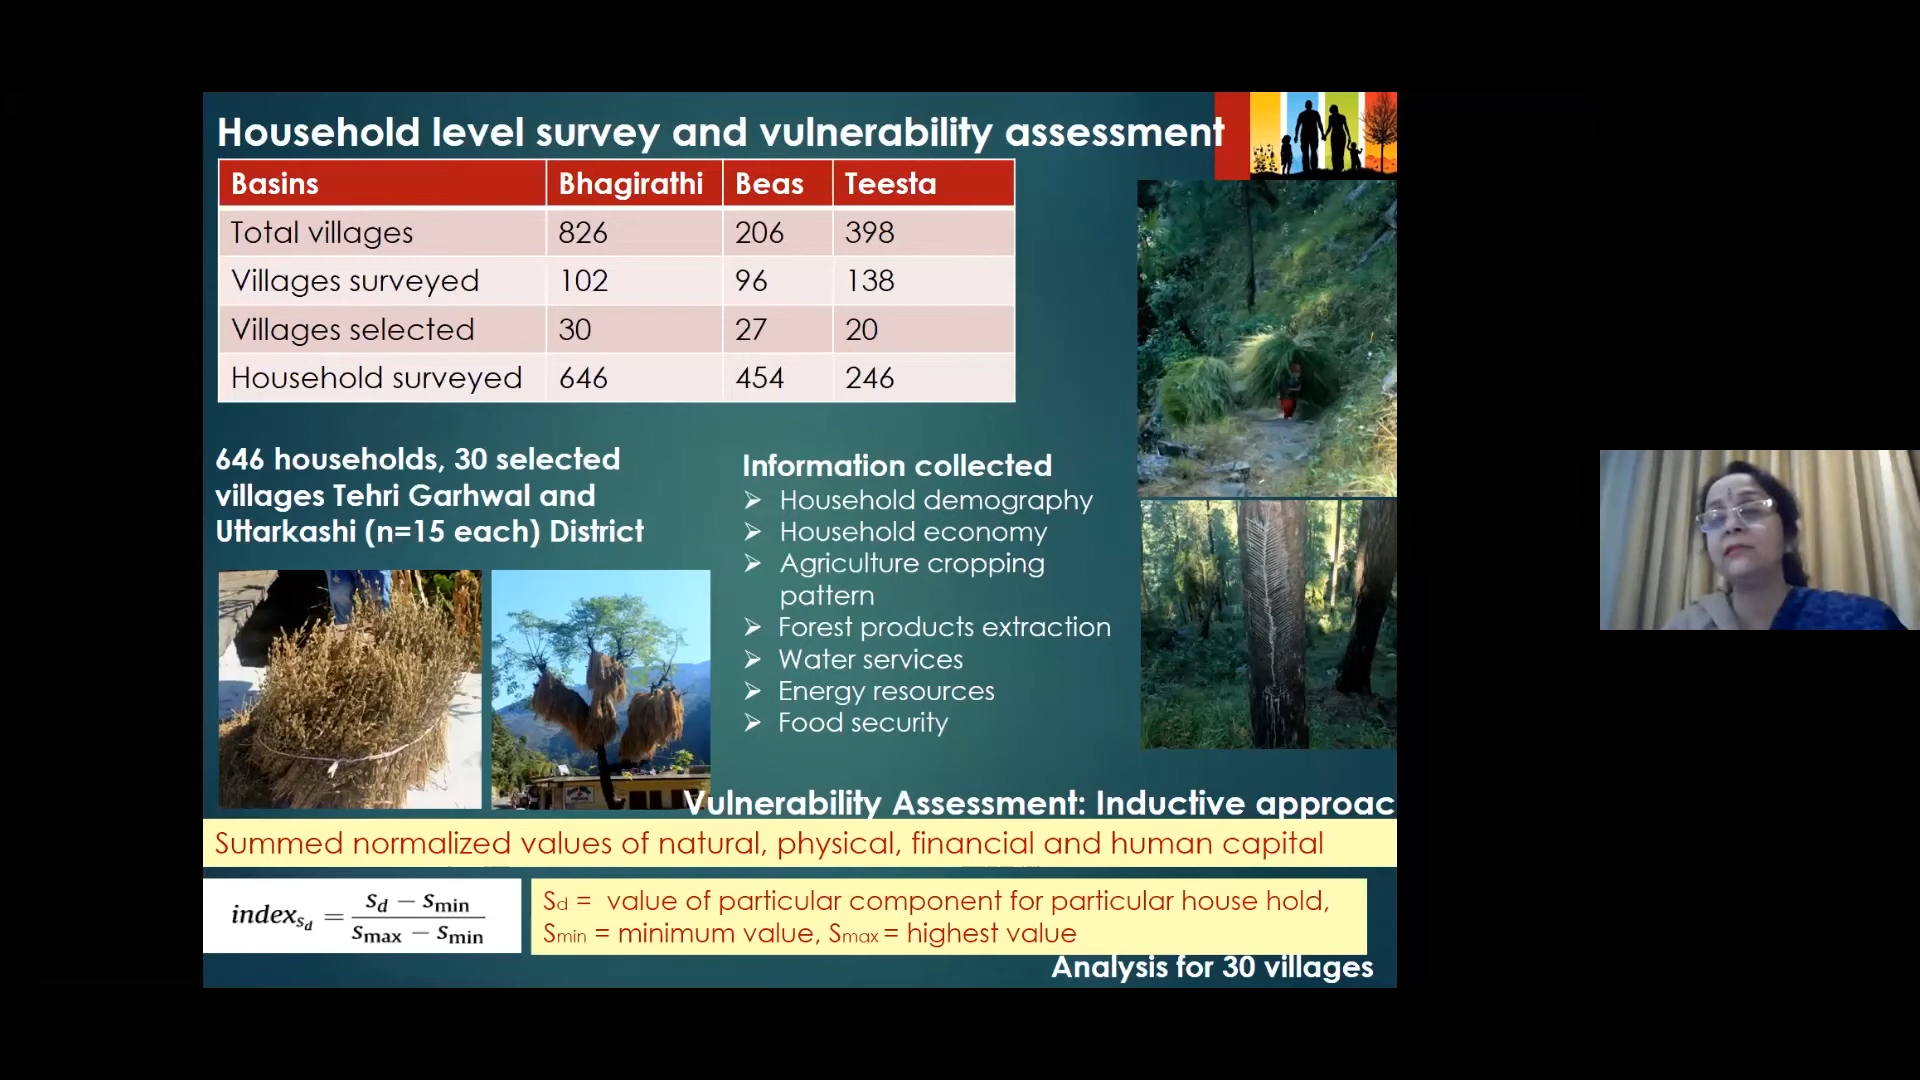 Household level survey and vulnerability assessment
Basins Bhagirathi Beas Teesta
Total villages 826 206 398
Villages surveyed 102 96 138
Villages selected 30 27 20
Household surveyed 646 454 246
646 households, 30 selected
villages Tehri Garhwal and
Uttarkashi (n=15 each) District
Information collected
➢ Household demography
➢ Household economy
➢ Agriculture cropping
pattern
➢ Forest products extraction
➢ Water services
➢ Energy resources
➢ Food security
Vulnerability Assessment: Inductive approac
Summed normalized values of natural, physical, financial and human capital
index_{s_d} = (s_d − s_min) / (s_max − s_min)
Sd = value of particular component for particular house hold,
Smin = minimum value, Smax = highest value
Analysis for 30 villages